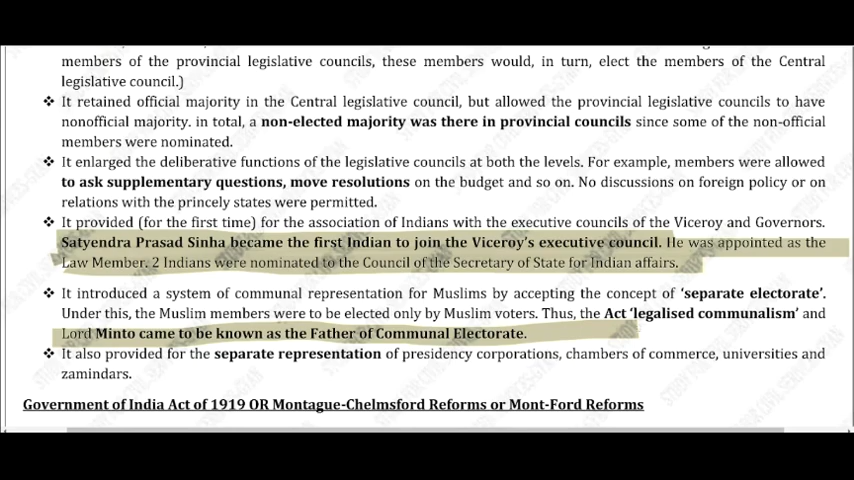 members of the provincial legislative councils, these members would, in turn, elect the members of the Central
legislative council.)
❖ It retained official majority in the Central legislative council, but allowed the provincial legislative councils to have
nonofficial majority. in total, a non-elected majority was there in provincial councils since some of the non-official
members were nominated.
❖ It enlarged the deliberative functions of the legislative councils at both the levels. For example, members were allowed
to ask supplementary questions, move resolutions on the budget and so on. No discussions on foreign policy or on
relations with the princely states were permitted.
❖ It provided (for the first time) for the association of Indians with the executive councils of the Viceroy and Governors.
Satyendra Prasad Sinha became the first Indian to join the Viceroy's executive council. He was appointed as the
Law Member. 2 Indians were nominated to the Council of the Secretary of State for Indian affairs.
❖ It introduced a system of communal representation for Muslims by accepting the concept of 'separate electorate'.
Under this, the Muslim members were to be elected only by Muslim voters. Thus, the Act 'legalised communalism' and
Lord Minto came to be known as the Father of Communal Electorate.
❖ It also provided for the separate representation of presidency corporations, chambers of commerce, universities and
zamindars.
Government of India Act of 1919 OR Montague-Chelmsford Reforms or Mont-Ford Reforms